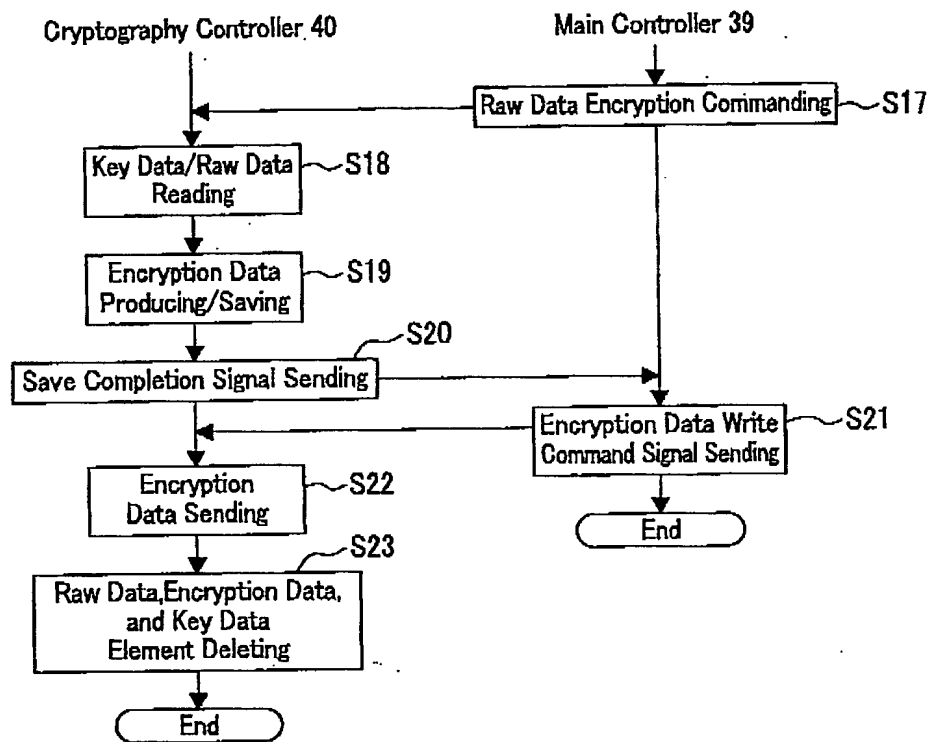 Cryptography Controller 40
Main Controller 39
Raw Data Encryption Commanding
S17
Key Data/Raw Data
Reading
S18
Encryption Data
Producing/Saving
S19
S20
Save Completion Signal Sending
Encryption Data Write
Command Signal Sending
S21
Encryption
Data Sending
S22
End
S23
Raw Data,Encryption Data,
and Key Data
Element Deleting
End